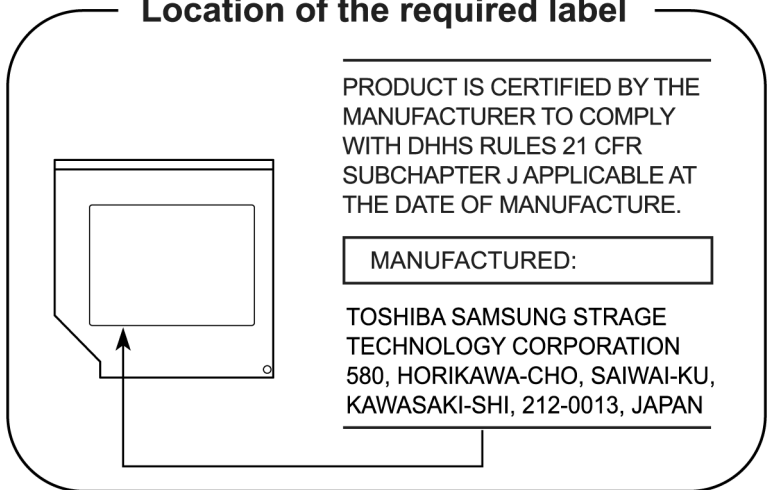 Location of the required label
PRODUCT IS CERTIFIED BY THE
MANUFACTURER TO COMPLY
WITH DHHS RULES 21 CFR
SUBCHAPTER J APPLICABLE AT
THE DATE OF MANUFACTURE.
MANUFACTURED:
TOSHIBA SAMSUNG STRAGE
TECHNOLOGY CORPORATION
580, HORIKAWA-CHO, SAIWAI-KU,
KAWASAKI-SHI, 212-0013, JAPAN